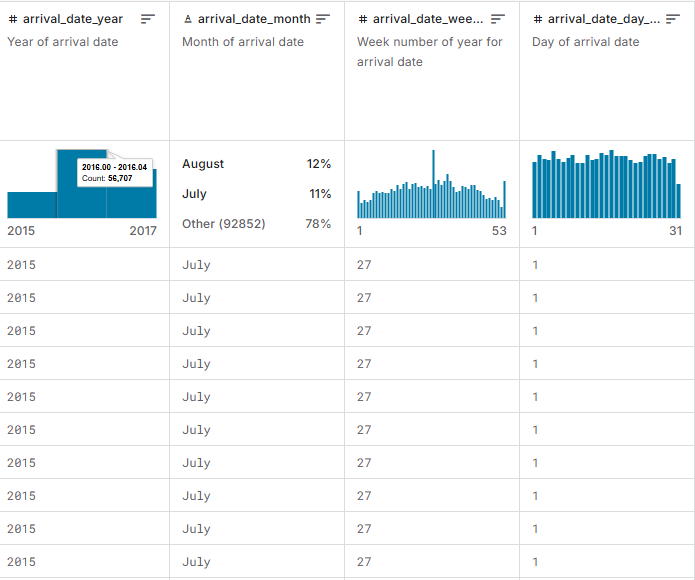 # arrival_date_year
Year of arrival date
2016.00 - 2016.04
Count: 56,707
2015 2017
A arrival_date_month
Month of arrival date
August 12%
July 11%
Other (92852) 78%
# arrival_date_wee...
Week number of year for
arrival date
1 53
# arrival_date_day_...
Day of arrival date
1 31
2015 July 27 1
2015 July 27 1
2015 July 27 1
2015 July 27 1
2015 July 27 1
2015 July 27 1
2015 July 27 1
2015 July 27 1
2015 July 27 1
2015 July 27 1